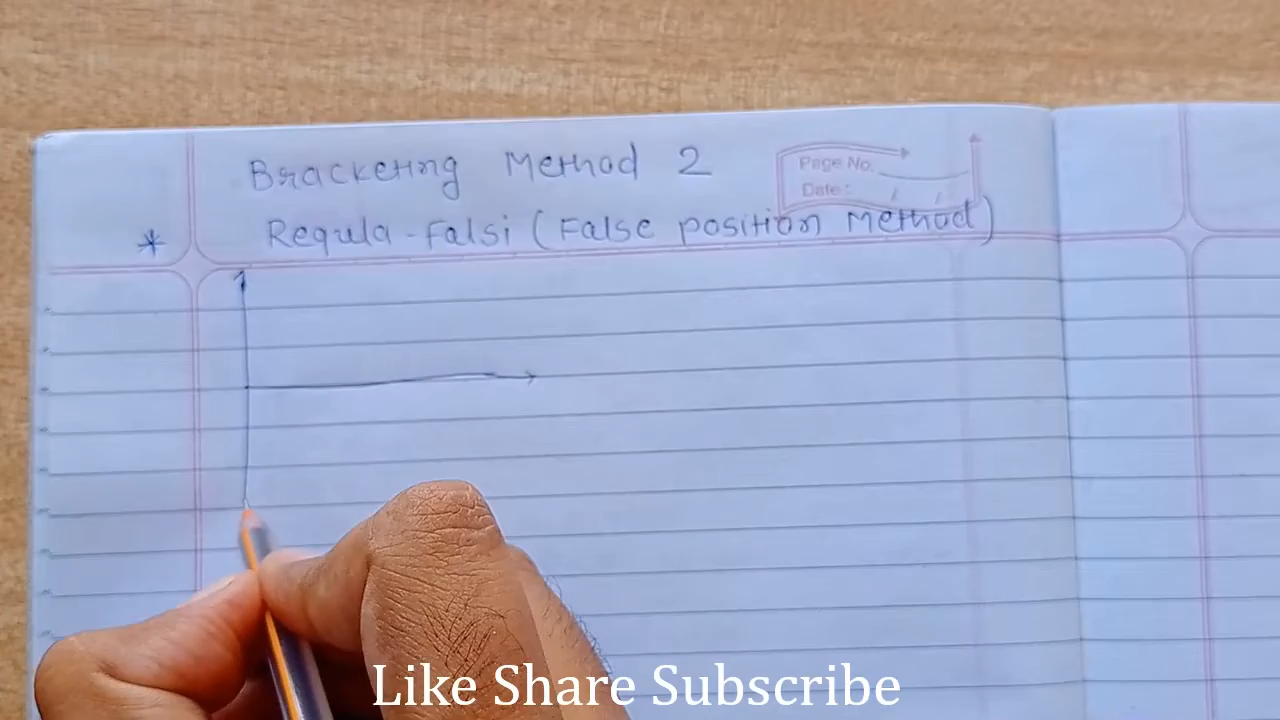 Bracketing Method 2
Page No.
Date : / /
* Regula-Falsi (False position Method)
Like Share Subscribe